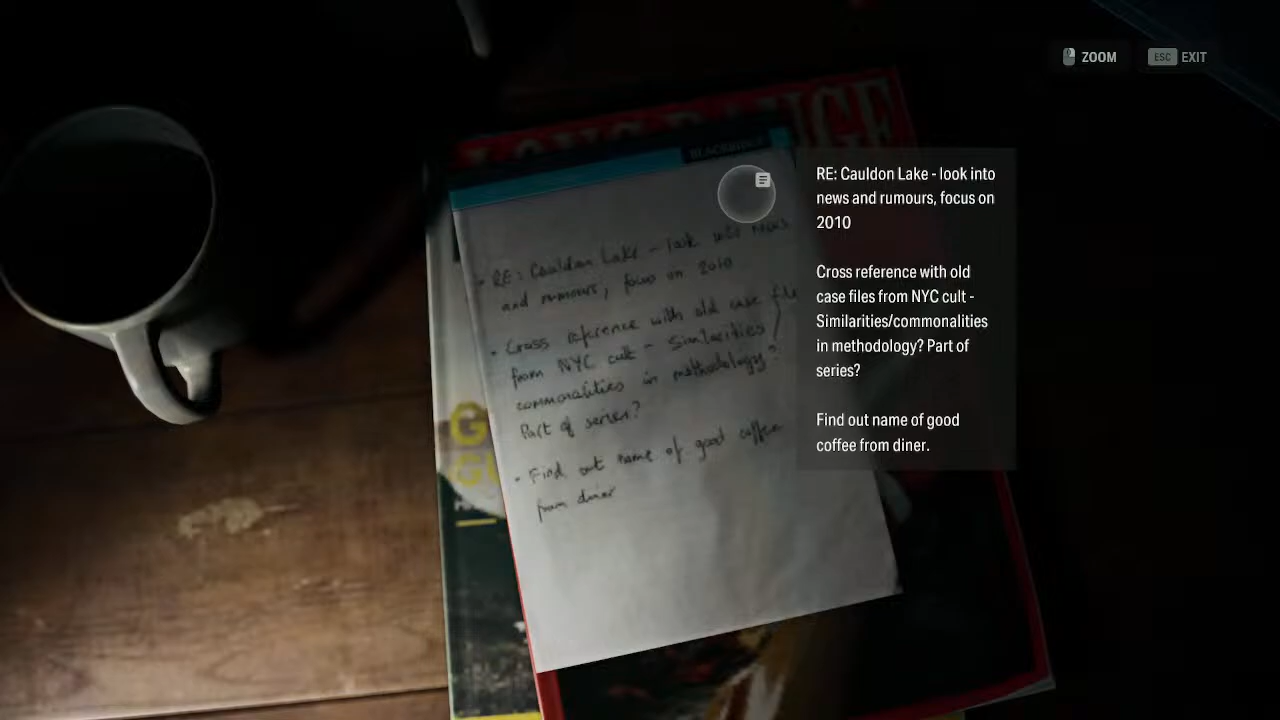 ZOOM
ESC EXIT
BLACKBIRD
• RE: Cauldon Lake - look into news
and rumours, focus on 2010
• Cross reference with old case file
from NYC cult - Similarities /
commonalities in methodology?
Part of series?
• Find out name of good coffee
from diner
RE: Cauldon Lake - look into
news and rumours, focus on
2010
Cross reference with old
case files from NYC cult -
Similarities/commonalities
in methodology? Part of
series?
Find out name of good
coffee from diner.